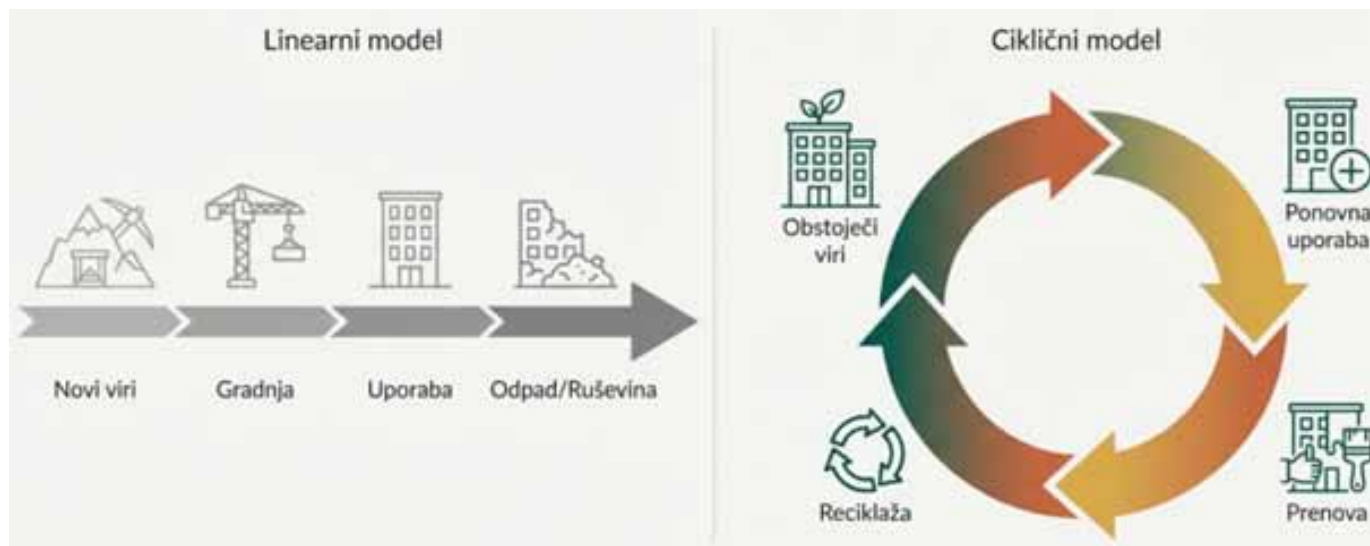 Linearni model
Novi viri
Gradnja
Uporaba
Odpad/Ruševina
Ciklični model
Obstoječi
viri
Ponovna
uporaba
Prenova
Reciklaža